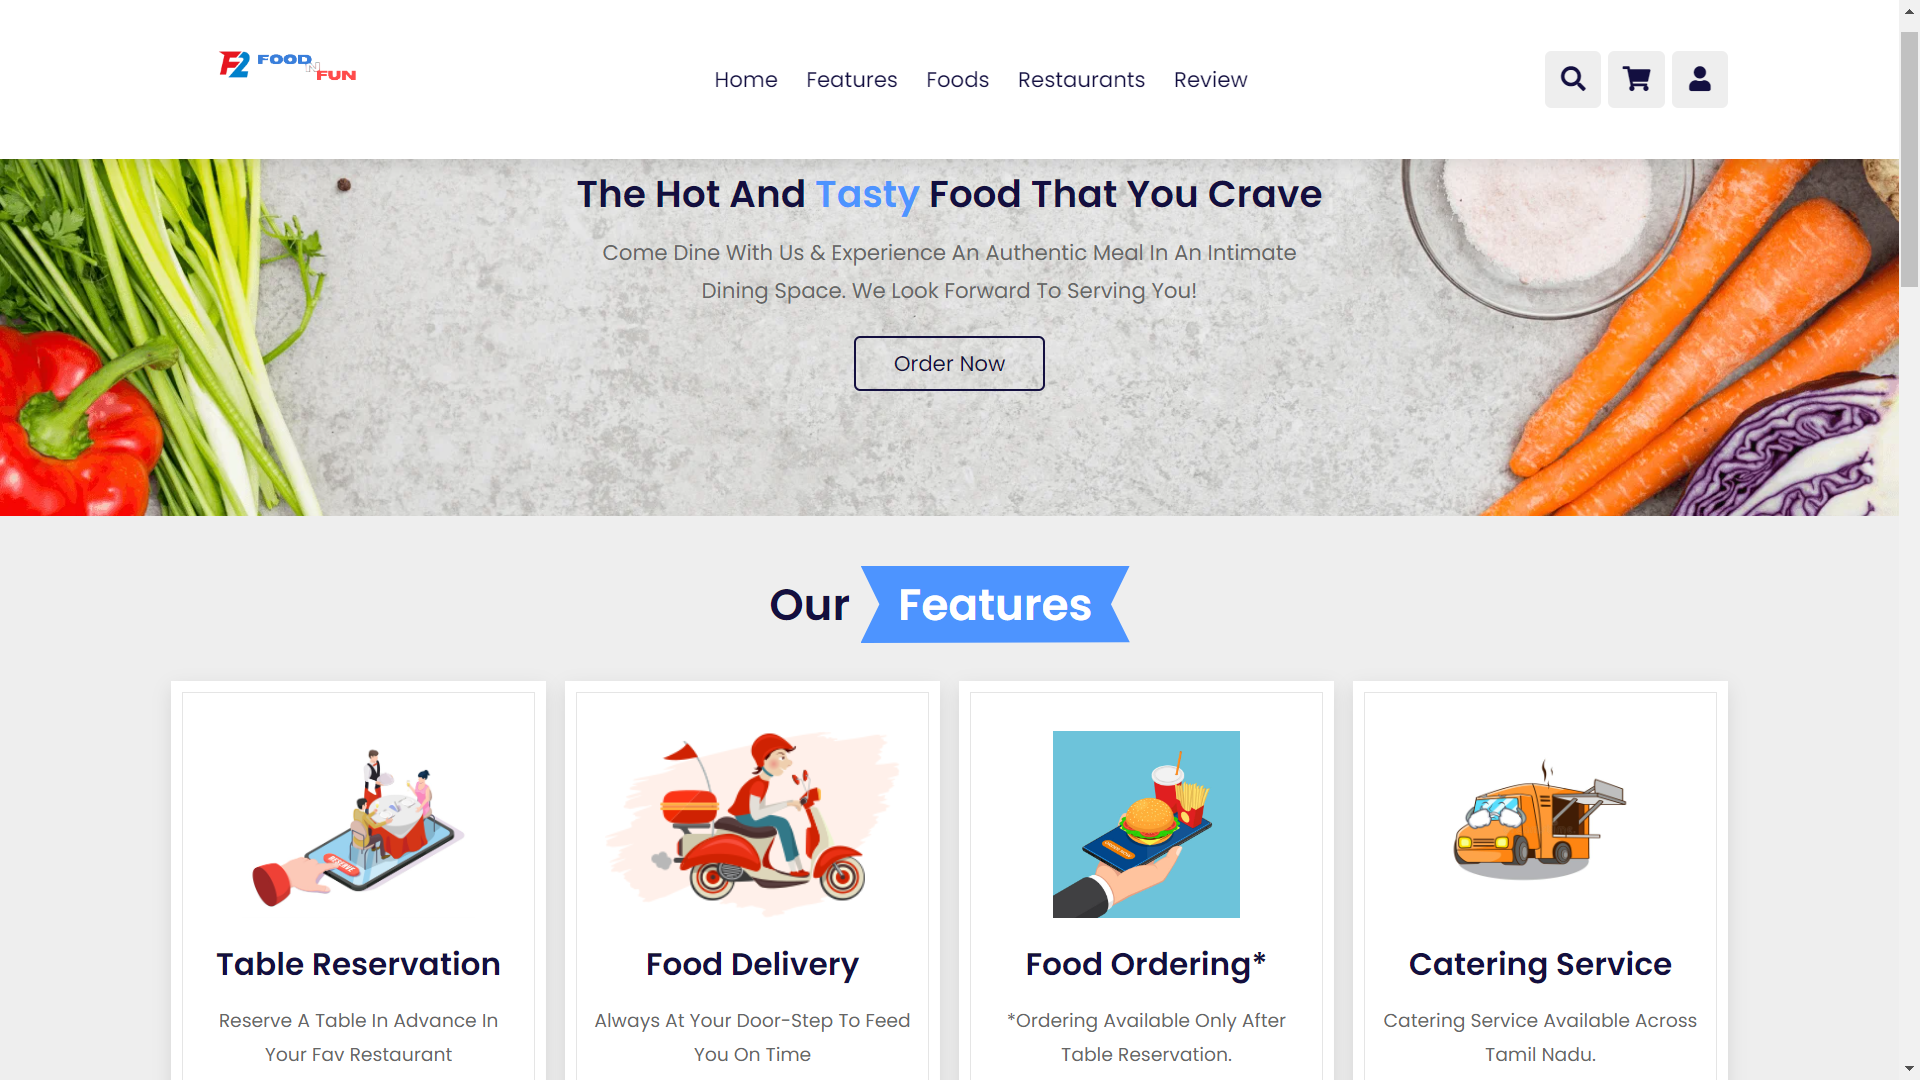 F2 FOOD N FUN
Home Features Foods Restaurants Review
The Hot And Tasty Food That You Crave
Come Dine With Us & Experience An Authentic Meal In An Intimate
Dining Space. We Look Forward To Serving You!
Order Now
Our Features
RESERVE
Table Reservation
Reserve A Table In Advance In
Your Fav Restaurant
Food Delivery
Always At Your Door-Step To Feed
You On Time
ORDER NOW
Food Ordering*
*Ordering Available Only After
Table Reservation.
Catering Service
Catering Service Available Across
Tamil Nadu.